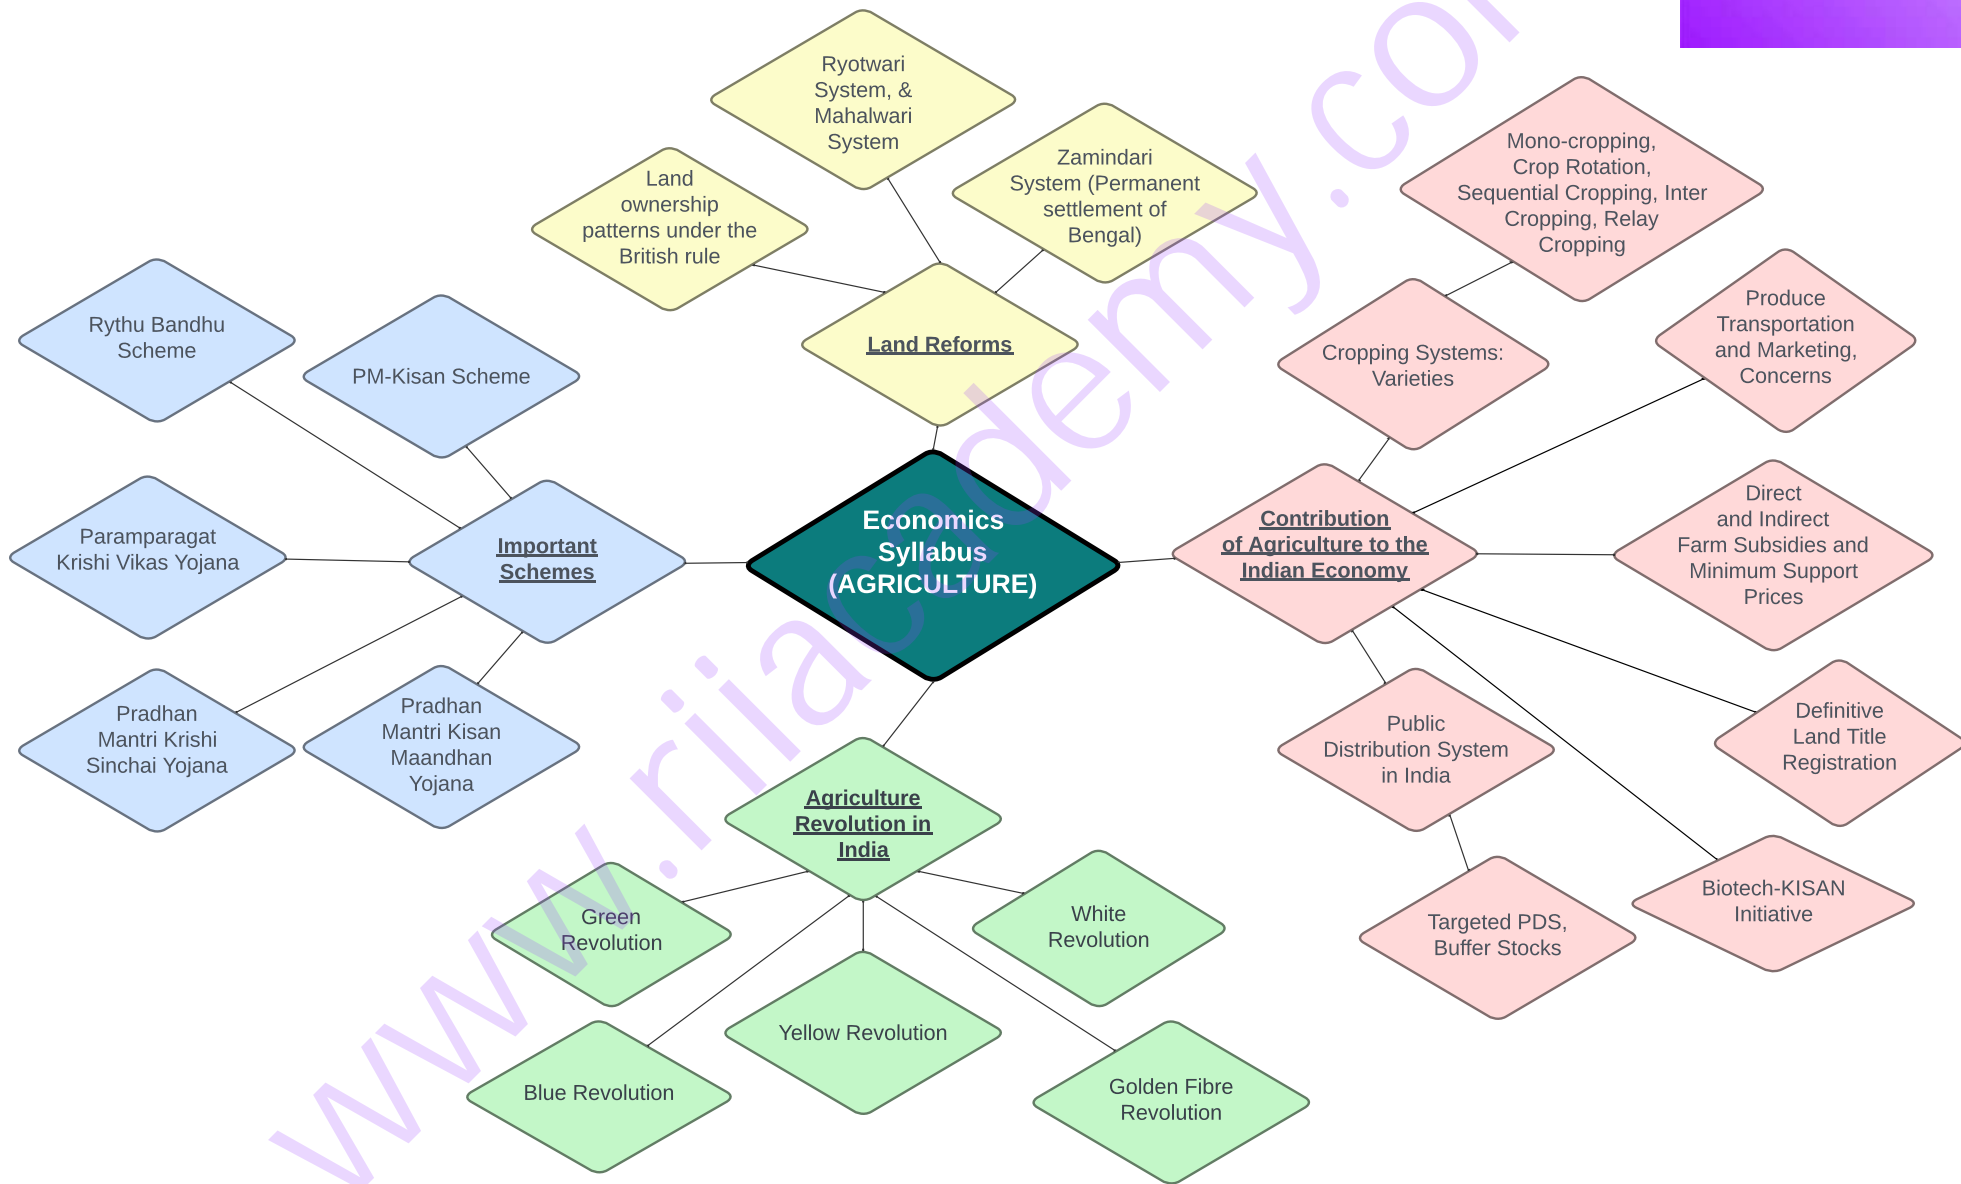 Ryotwari
System, &
Mahalwari
System
Land
ownership
patterns under the
British rule
Zamindari
System (Permanent
settlement of
Bengal)
Land Reforms
Mono-cropping,
Crop Rotation,
Sequential Cropping, Inter
Cropping, Relay
Cropping
Cropping Systems:
Varieties
Produce
Transportation
and Marketing,
Concerns
Rythu Bandhu
Scheme
PM-Kisan Scheme
Paramparagat
Krishi Vikas Yojana
Important
Schemes
Pradhan
Mantri Krishi
Sinchai Yojana
Pradhan
Mantri Kisan
Maandhan
Yojana
Economics
Syllabus
(AGRICULTURE)
Contribution
of Agriculture to the
Indian Economy
Direct
and Indirect
Farm Subsidies and
Minimum Support
Prices
Definitive
Land Title
Registration
Public
Distribution System
in India
Biotech-KISAN
Initiative
Targeted PDS,
Buffer Stocks
Agriculture
Revolution in
India
Green
Revolution
White
Revolution
Blue Revolution
Yellow Revolution
Golden Fibre
Revolution